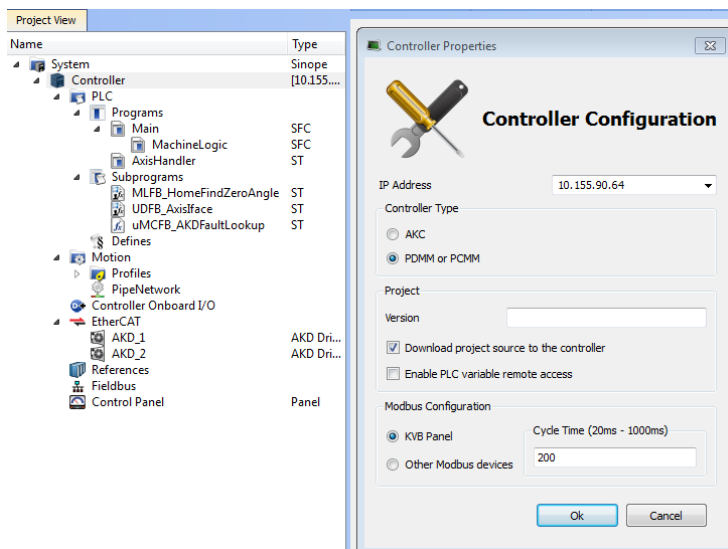 Project View
Name Type
System Sinope
Controller [10.155....
PLC
Programs
Main SFC
MachineLogic SFC
AxisHandler ST
Subprograms
MLFB_HomeFindZeroAngle ST
UDFB_AxisIface ST
uMCFB_AKDFaultLookup ST
Defines
Motion
Profiles
PipeNetwork
Controller Onboard I/O
EtherCAT
AKD_1 AKD Dri...
AKD_2 AKD Dri...
References
Fieldbus
Control Panel Panel
Controller Properties
Controller Configuration
IP Address 10.155.90.64
Controller Type
AKC
PDMM or PCMM
Project
Version
Download project source to the controller
Enable PLC variable remote access
Modbus Configuration
KVB Panel
Cycle Time (20ms - 1000ms)
200
Other Modbus devices
Ok Cancel